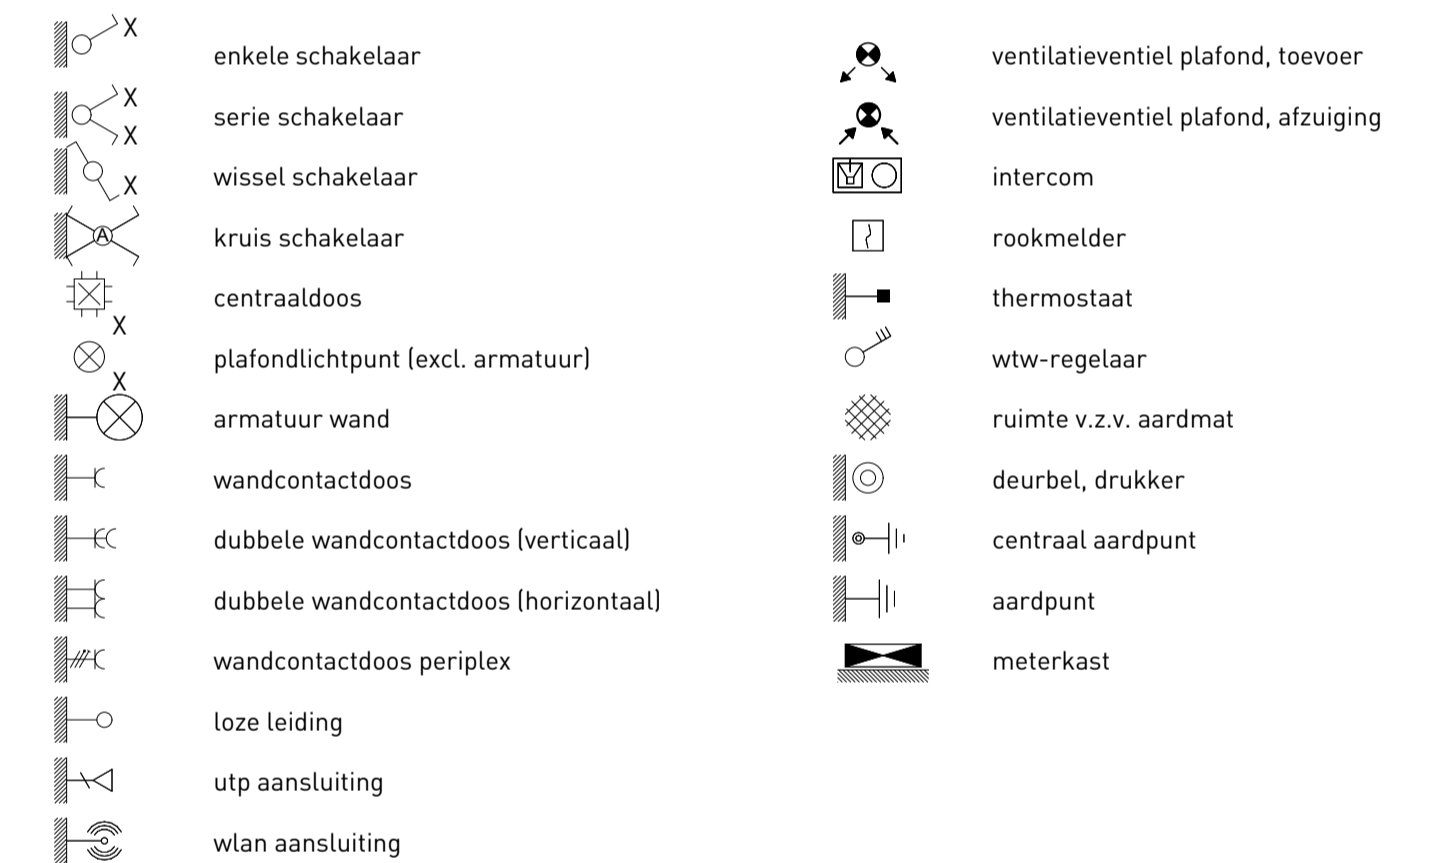 X
enkele schakelaar
X
serie schakelaar
X
wissel schakelaar
X
A
kruis schakelaar
centraaldoos
X
plafondlichtpunt (excl. armatuur)
X
armatuur wand
wandcontactdoos
dubbele wandcontactdoos (verticaal)
dubbele wandcontactdoos (horizontaal)
wandcontactdoos periplex
loze leiding
utp aansluiting
wlan aansluiting
ventilatieventiel plafond, toevoer
ventilatieventiel plafond, afzuiging
intercom
rookmelder
thermostaat
wtw-regelaar
ruimte v.z.v. aardmat
deurbel, drukker
centraal aardpunt
aardpunt
meterkast